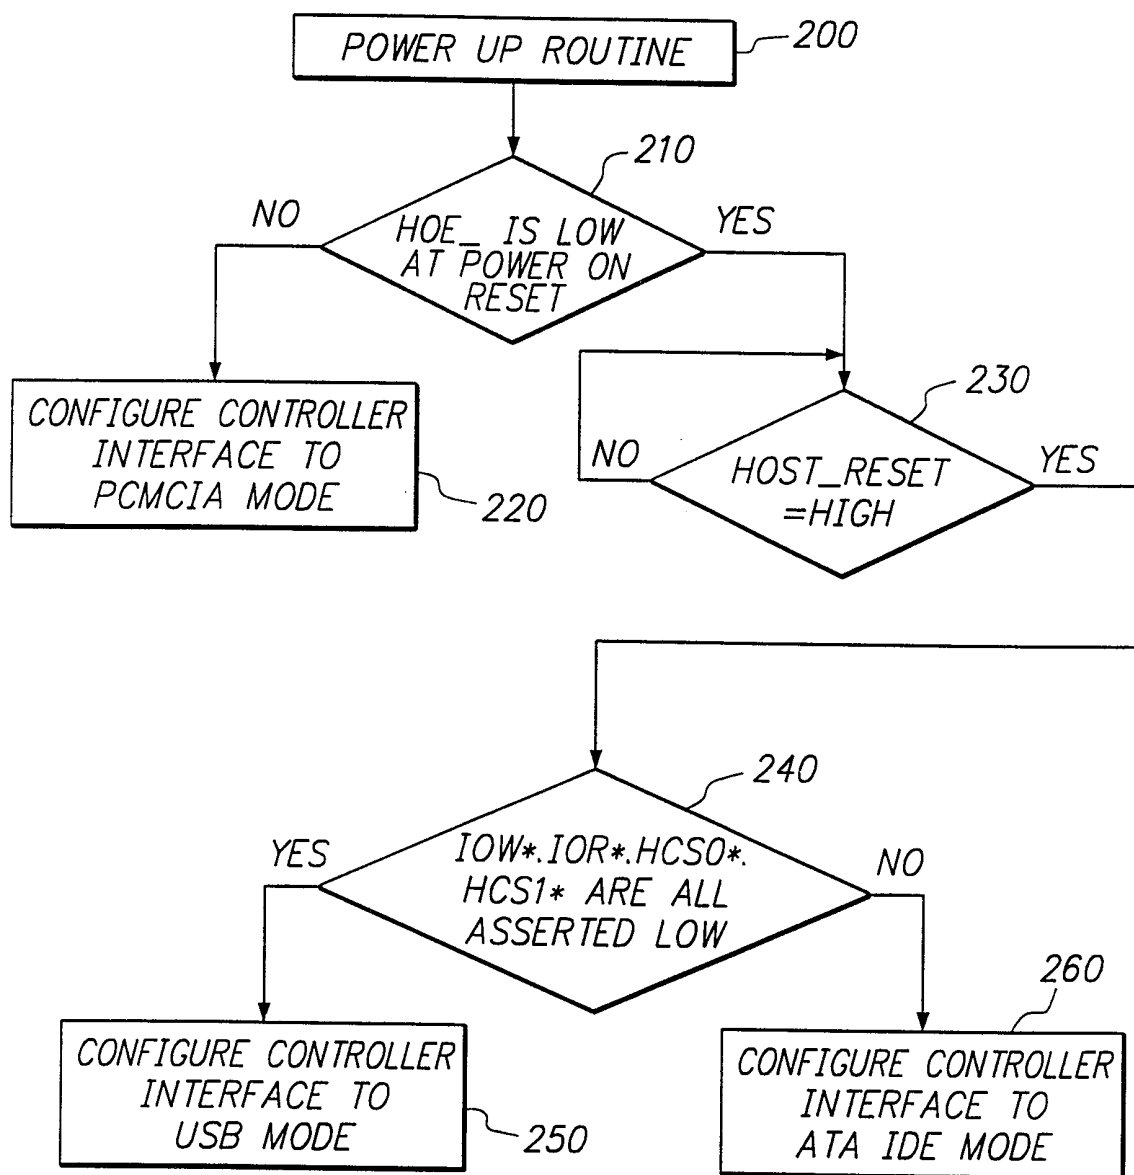 POWER UP ROUTINE
200
210
NO
HOE_ IS LOW
AT POWER ON
RESET
YES
CONFIGURE CONTROLLER
INTERFACE TO
PCMCIA MODE
220
230
NO
HOST_RESET
=HIGH
YES
240
YES
IOW*.IOR*.HCS0*.
HCS1* ARE ALL
ASSERTED LOW
NO
CONFIGURE CONTROLLER
INTERFACE TO
USB MODE
250
260
CONFIGURE CONTROLLER
INTERFACE TO
ATA IDE MODE